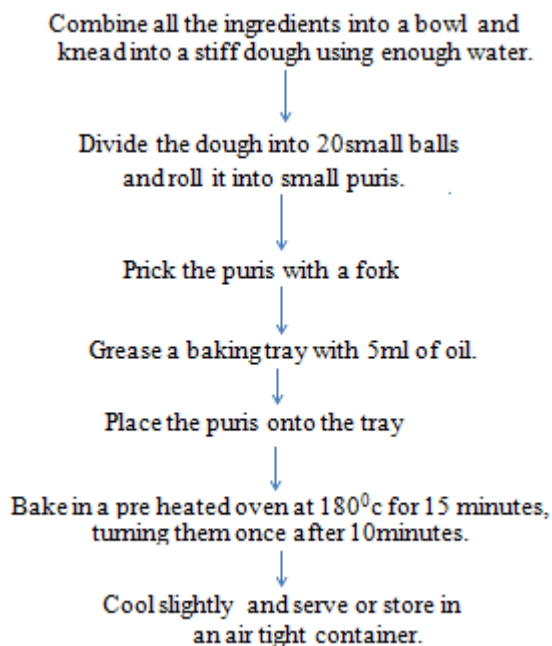 Combine all the ingredients into a bowl and
knead into a stiff dough using enough water.
Divide the dough into 20small balls
and roll it into small puris.
Prick the puris with a fork
Grease a baking tray with 5ml of oil.
Place the puris onto the tray
Bake in a pre heated oven at 180⁰c for 15 minutes,
turning them once after 10minutes.
Cool slightly and serve or store in
an air tight container.